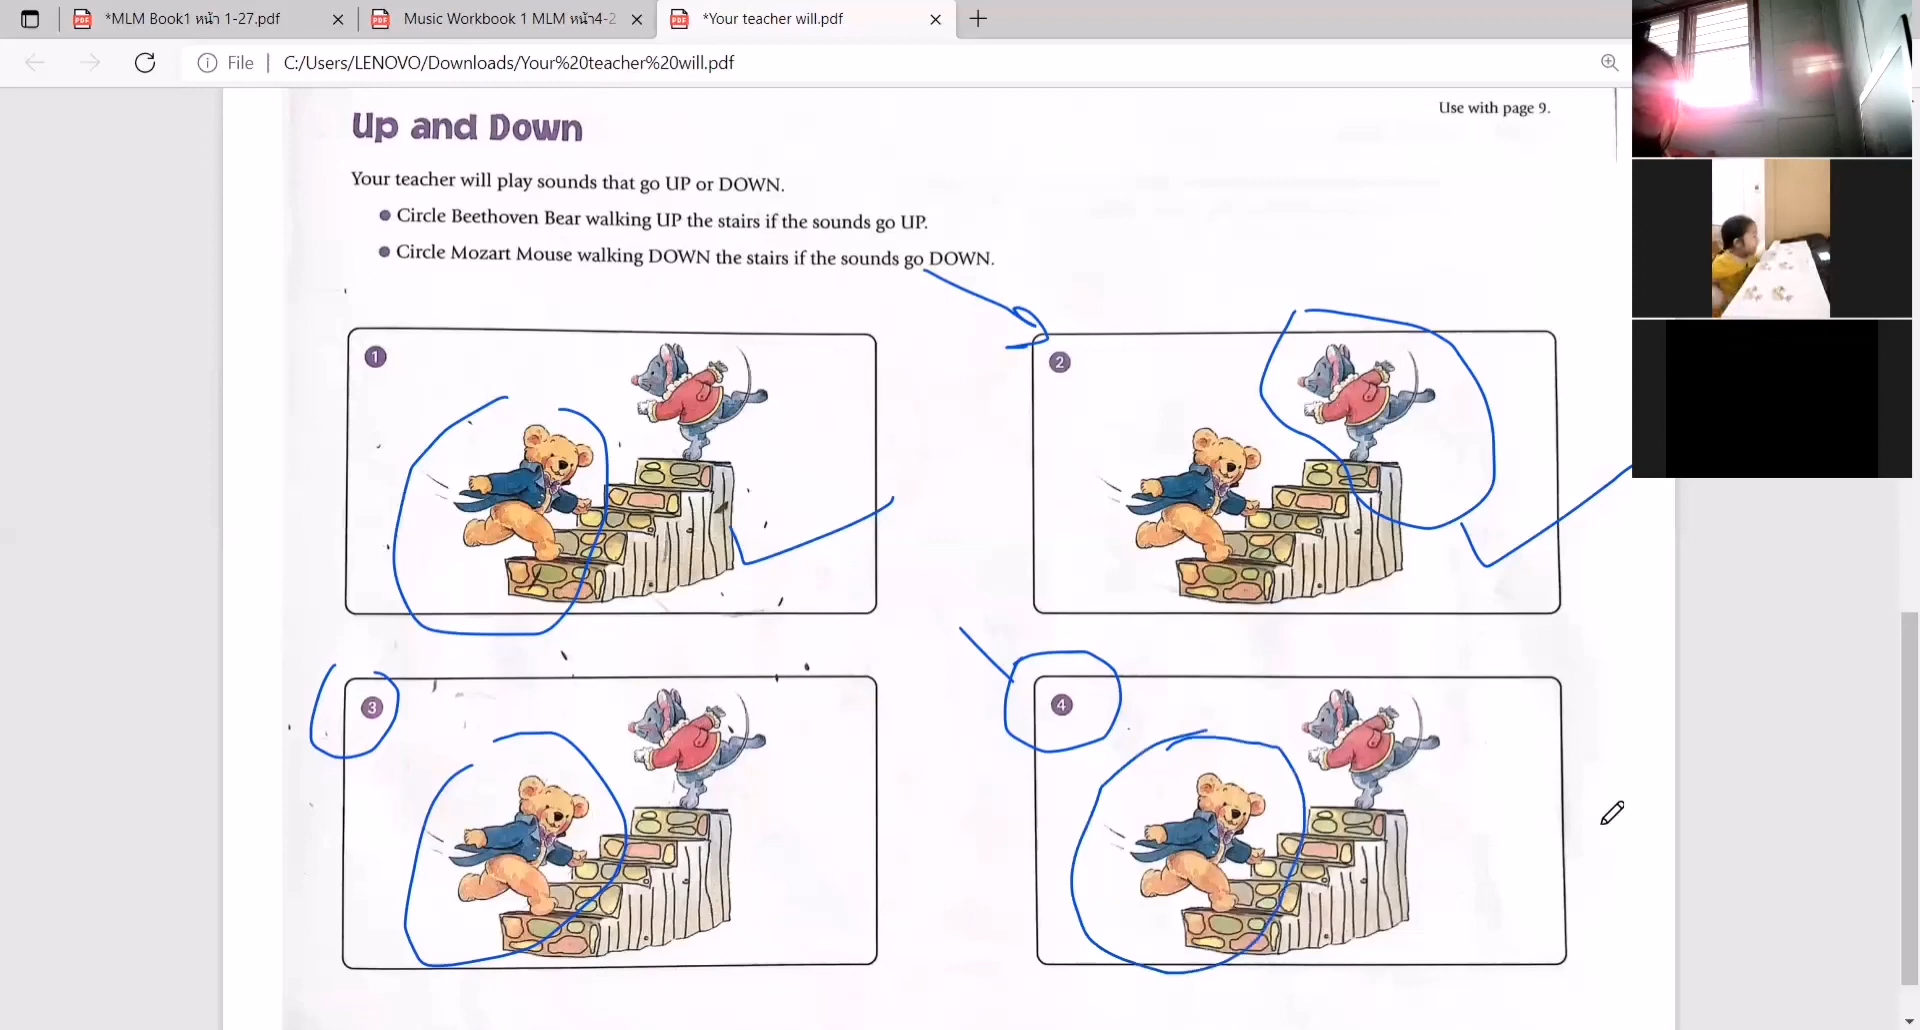 *MLM Book1 หน้า 1-27.pdf
Music Workbook 1 MLM หน้า4-2
*Your teacher will.pdf
File
C:/Users/LENOVO/Downloads/Your%20teacher%20will.pdf
Use with page 9.
Up and Down
Your teacher will play sounds that go UP or DOWN.
Circle Beethoven Bear walking UP the stairs if the sounds go UP.
Circle Mozart Mouse walking DOWN the stairs if the sounds go DOWN.
1
2
3
4